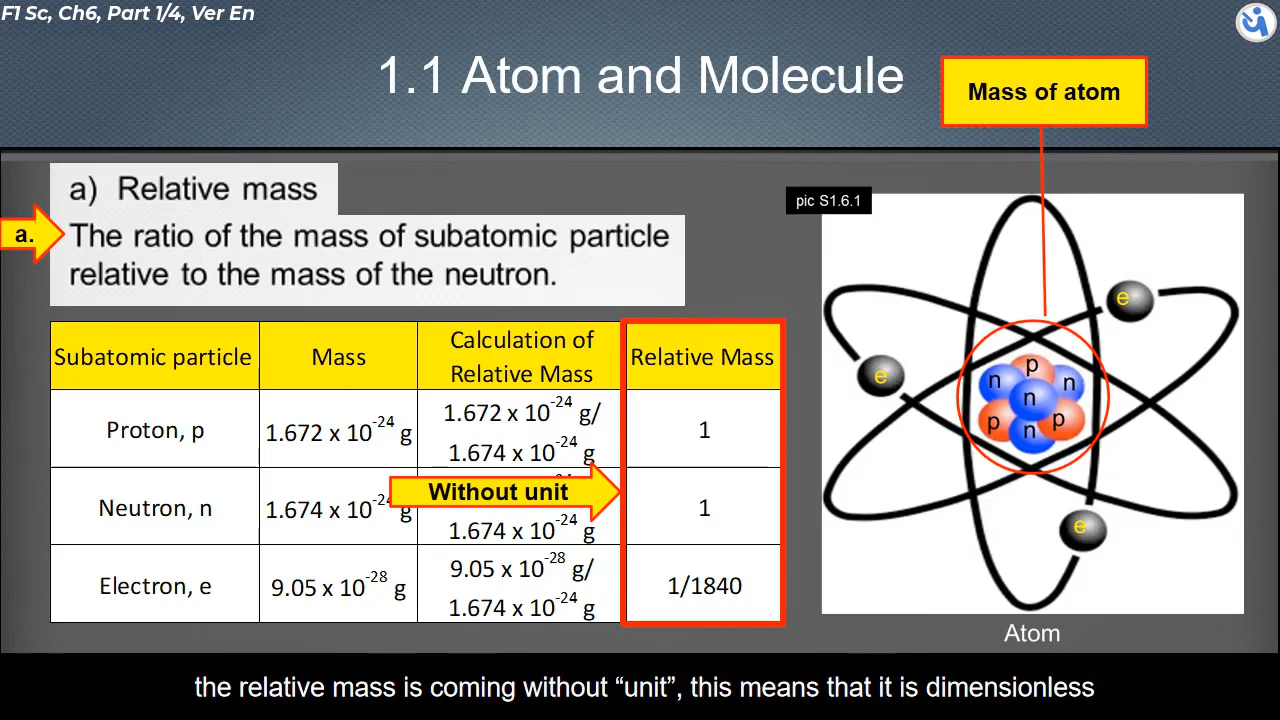 F1 Sc, Ch6, Part 1/4, Ver En
1.1 Atom and Molecule
Mass of atom
a) Relative mass
a.
The ratio of the mass of subatomic particle
relative to the mass of the neutron.
pic S1.6.1
Subatomic particle
Mass
Calculation of
Relative Mass
Relative Mass
Proton, p
1.672 x 10⁻²⁴ g
1.672 x 10⁻²⁴ g/
1.674 x 10⁻²⁴ g
1
Neutron, n
1.674 x 10⁻²⁴ g
Without unit
1.674 x 10⁻²⁴ g
1
Electron, e
9.05 x 10⁻²⁸ g
9.05 x 10⁻²⁸ g/
1.674 x 10⁻²⁴ g
1/1840
e
e
p
n
n
n
p
p
n
e
Atom
the relative mass is coming without “unit”, this means that it is dimensionless